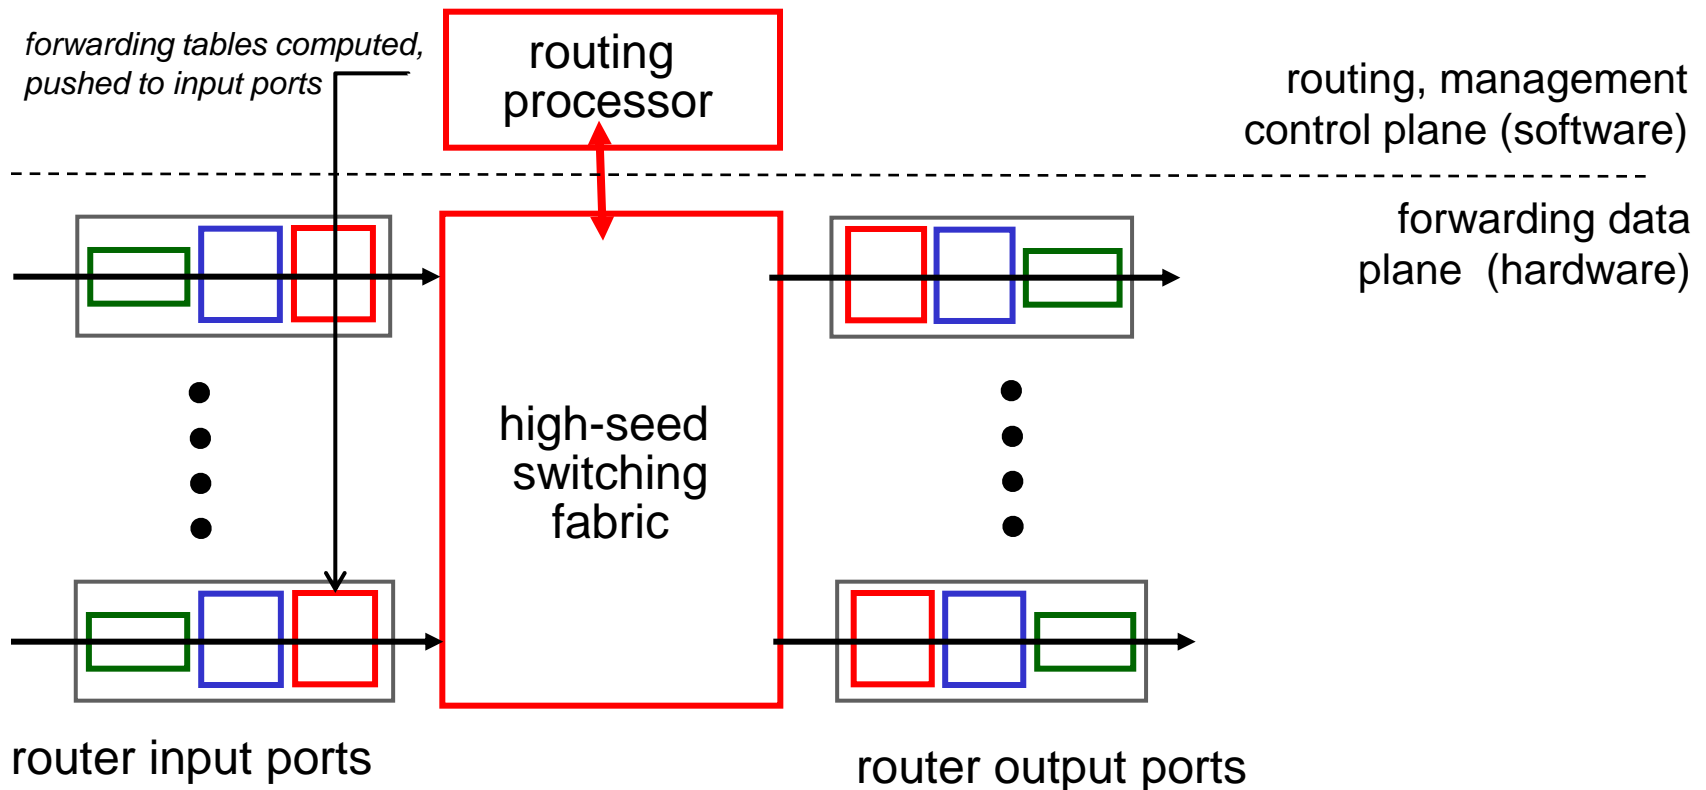 forwarding tables computed,
pushed to input ports
routing
processor
routing, management
control plane (software)
forwarding data
plane (hardware)
high-seed
switching
fabric
router input ports
router output ports